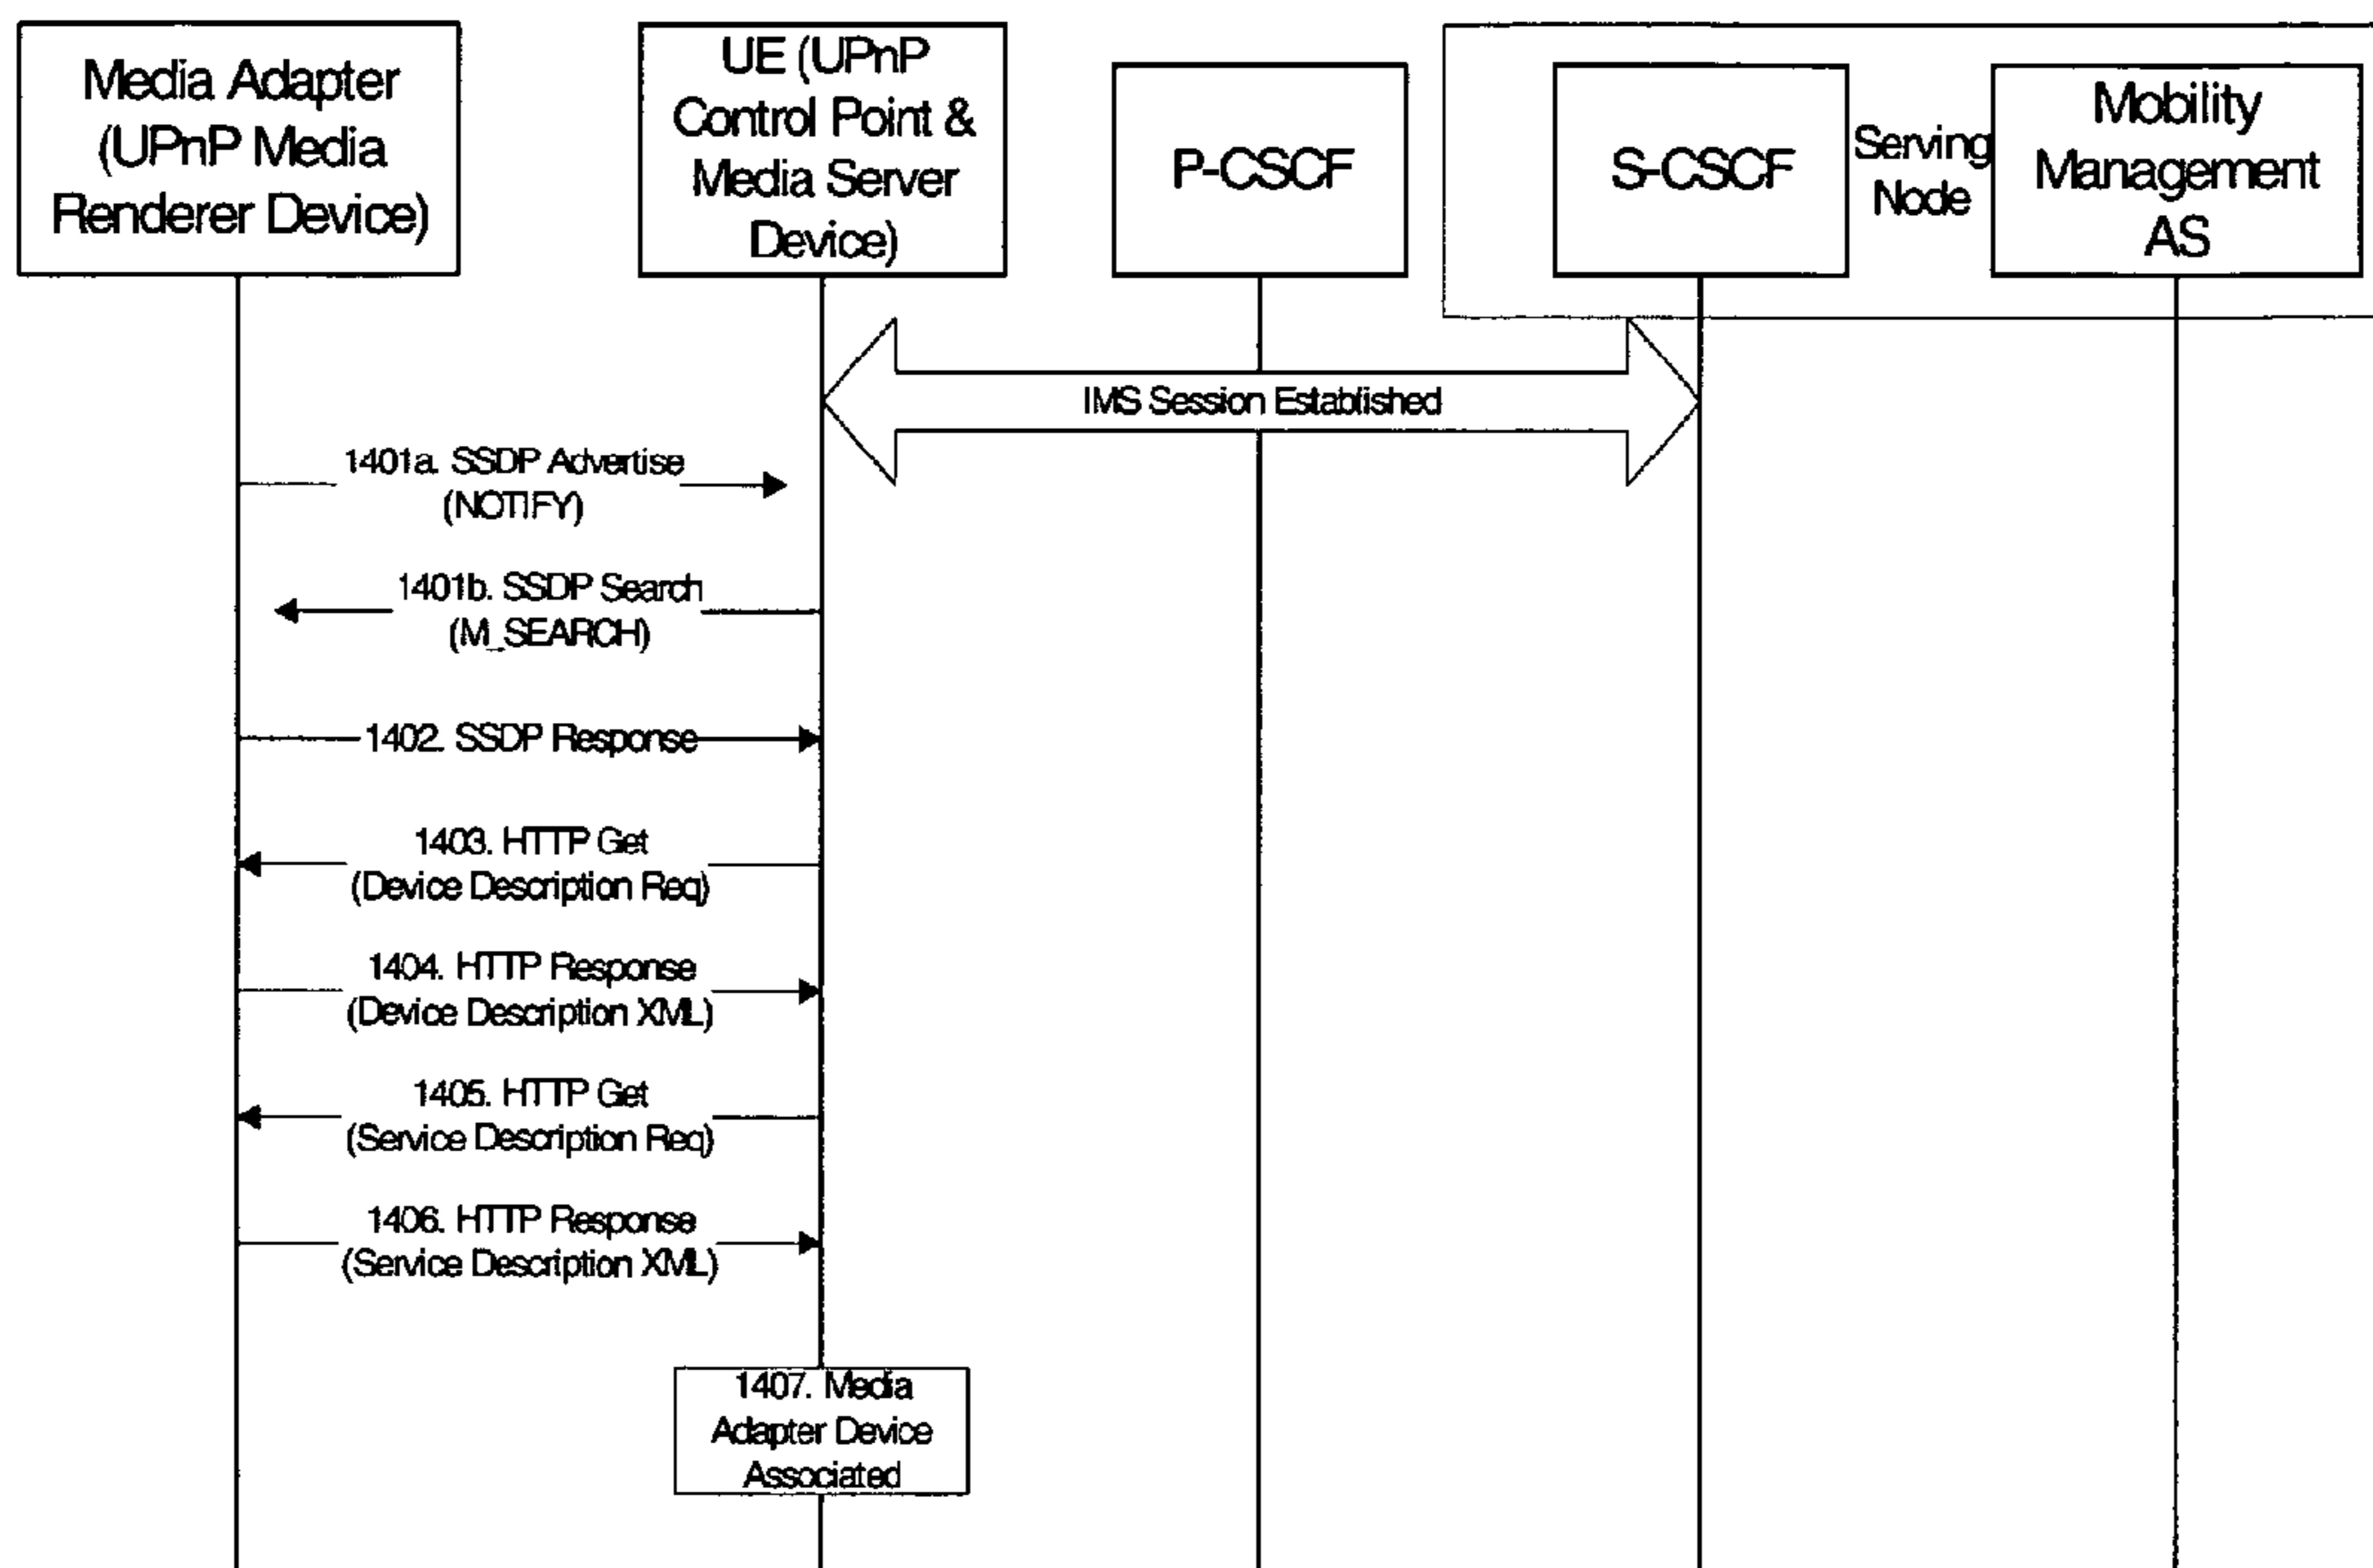 Media Adapter
(UPnP Media
Renderer Device)
UE (UPnP
Control Point &
Media Server
Device)
P-CSCF
S-CSCF
Serving
Node
Mobility
Management
AS
IMS Session Established
1401a. SSDP Advertise
(NOTIFY)
1401b. SSDP Search
(M_SEARCH)
1402. SSDP Response
1403. HTTP Get
(Device Description Req)
1404. HTTP Response
(Device Description XML)
1405. HTTP Get
(Service Description Req)
1406. HTTP Response
(Service Description XML)
1407. Media
Adapter Device
Associated